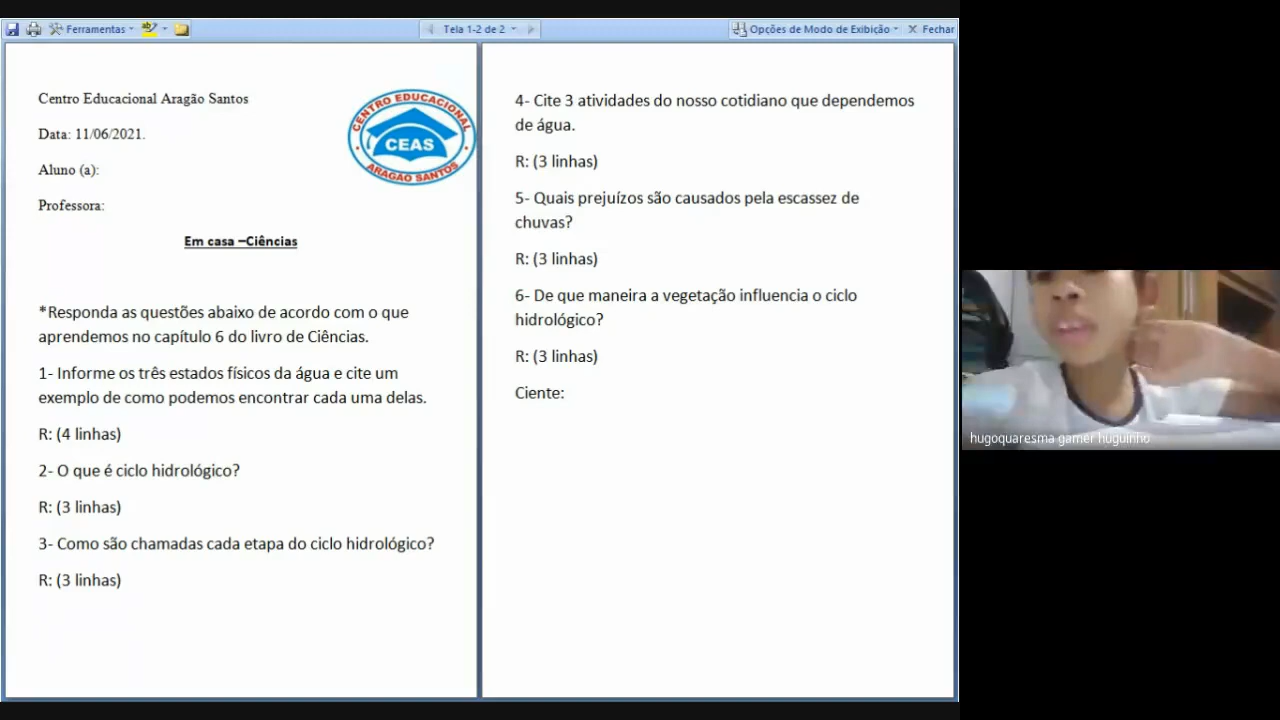 Ferramentas
Tela 1-2 de 2
Opções de Modo de Exibição
Fechar
Centro Educacional Aragão Santos
Data: 11/06/2021.
Aluno (a):
Professora:
CENTRO EDUCACIONAL
CEAS
ARAGÃO SANTOS
Em casa –Ciências
*Responda as questões abaixo de acordo com o que
aprendemos no capítulo 6 do livro de Ciências.
1- Informe os três estados físicos da água e cite um
exemplo de como podemos encontrar cada uma delas.
R: (4 linhas)
2- O que é ciclo hidrológico?
R: (3 linhas)
3- Como são chamadas cada etapa do ciclo hidrológico?
R: (3 linhas)
4- Cite 3 atividades do nosso cotidiano que dependemos
de água.
R: (3 linhas)
5- Quais prejuízos são causados pela escassez de
chuvas?
R: (3 linhas)
6- De que maneira a vegetação influencia o ciclo
hidrológico?
R: (3 linhas)
Ciente:
hugoquaresma gamer huguinho